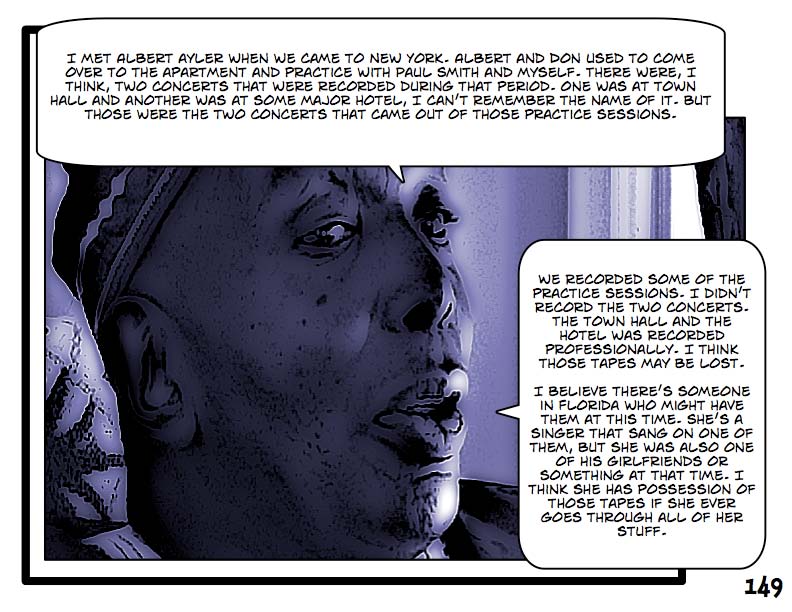 I MET ALBERT AYLER WHEN WE CAME TO NEW YORK. ALBERT AND DON USED TO COME
OVER TO THE APARTMENT AND PRACTICE WITH PAUL SMITH AND MYSELF. THERE WERE, I
THINK, TWO CONCERTS THAT WERE RECORDED DURING THAT PERIOD. ONE WAS AT TOWN
HALL AND ANOTHER WAS AT SOME MAJOR HOTEL, I CAN'T REMEMBER THE NAME OF IT. BUT
THOSE WERE THE TWO CONCERTS THAT CAME OUT OF THOSE PRACTICE SESSIONS.
WE RECORDED SOME OF THE
PRACTICE SESSIONS. I DIDN'T
RECORD THE TWO CONCERTS.
THE TOWN HALL AND THE
HOTEL WAS RECORDED
PROFESSIONALLY. I THINK
THOSE TAPES MAY BE LOST.
I BELIEVE THERE'S SOMEONE
IN FLORIDA WHO MIGHT HAVE
THEM AT THIS TIME. SHE'S A
SINGER THAT SANG ON ONE OF
THEM, BUT SHE WAS ALSO ONE
OF HIS GIRLFRIENDS OR
SOMETHING AT THAT TIME. I
THINK SHE HAS POSSESSION OF
THOSE TAPES IF SHE EVER
GOES THROUGH ALL OF HER
STUFF.
149